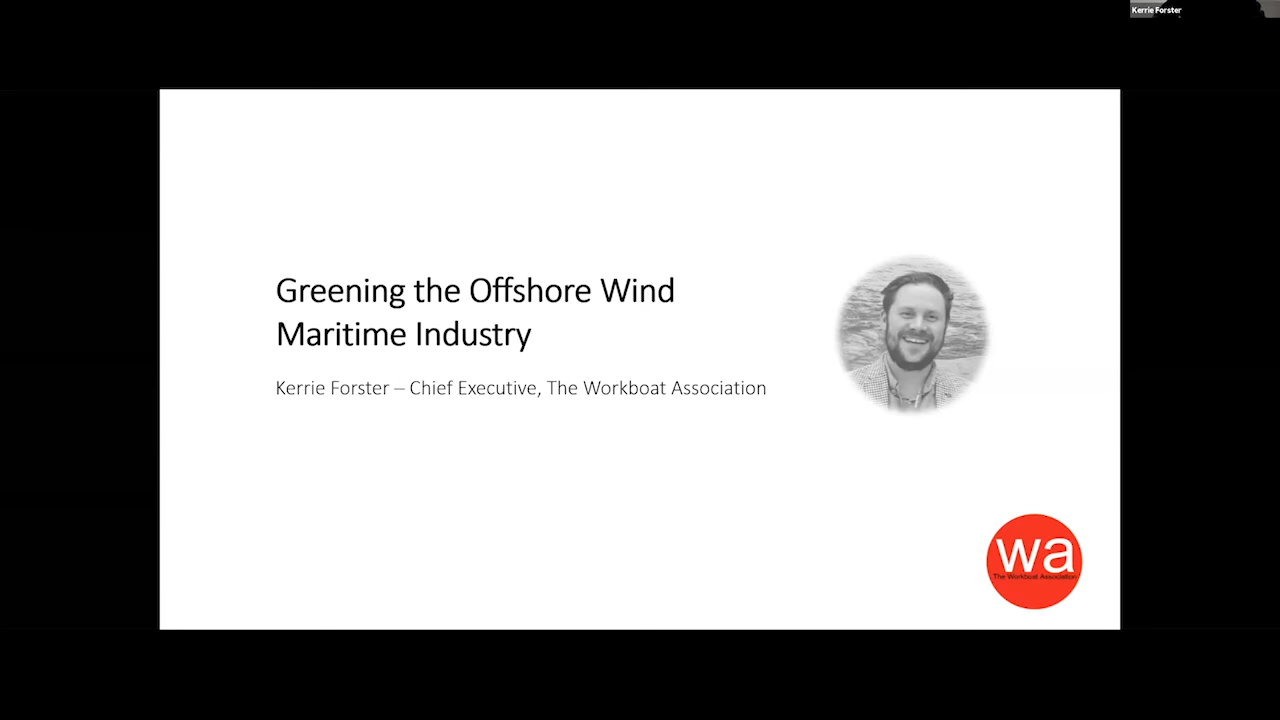 Kerrie Forster
Greening the Offshore Wind
Maritime Industry
Kerrie Forster – Chief Executive, The Workboat Association
wa
The Workboat Association